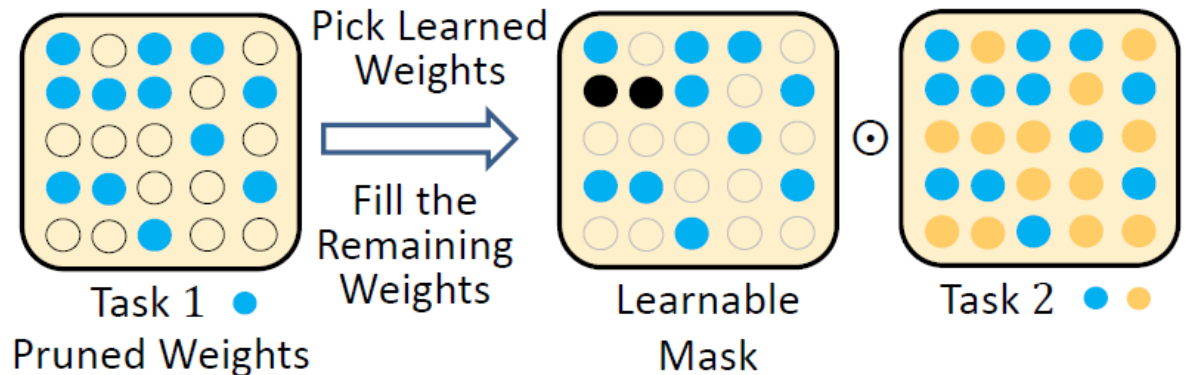 Pick Learned
Weights
Fill the
Remaining
Weights
Task 1
Pruned Weights
Learnable
Mask
⊙
Task 2